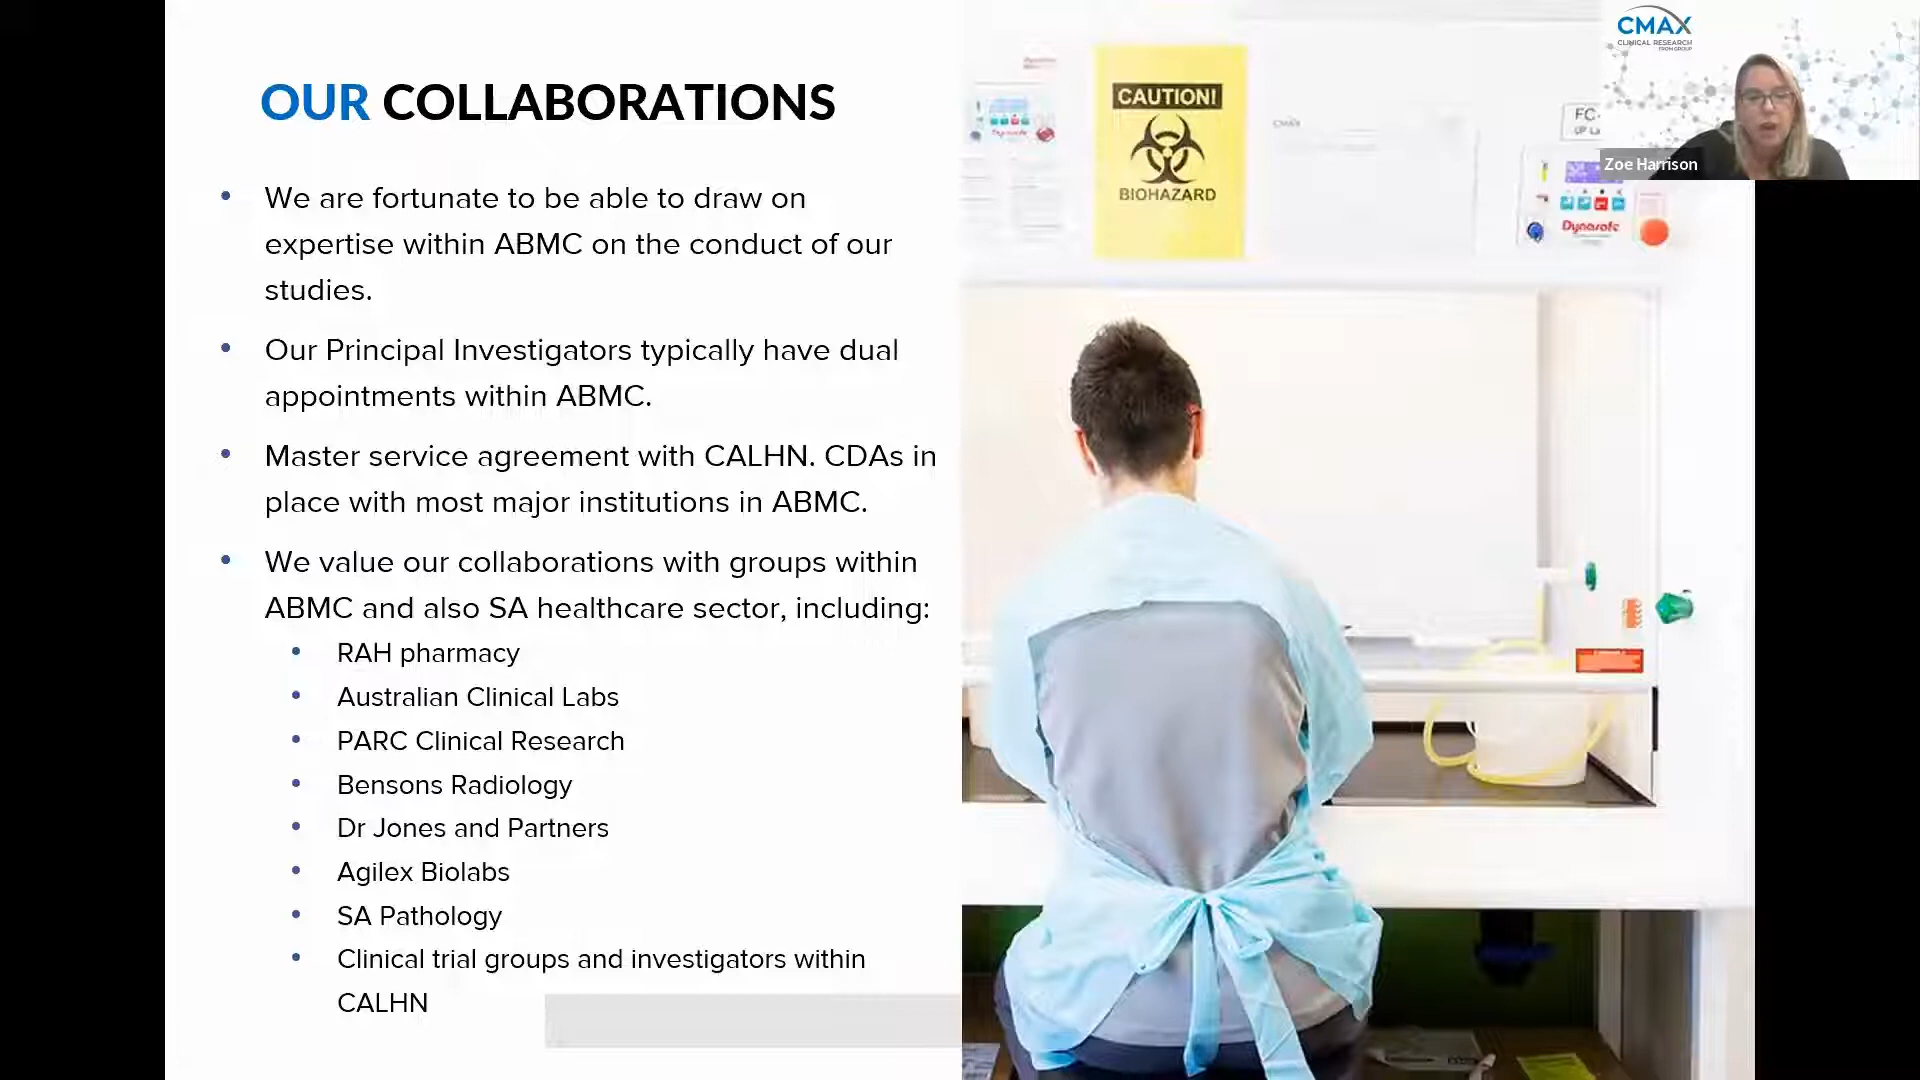 OUR COLLABORATIONS
• We are fortunate to be able to draw on
expertise within ABMC on the conduct of our
studies.
• Our Principal Investigators typically have dual
appointments within ABMC.
• Master service agreement with CALHN. CDAs in
place with most major institutions in ABMC.
• We value our collaborations with groups within
ABMC and also SA healthcare sector, including:
• RAH pharmacy
• Australian Clinical Labs
• PARC Clinical Research
• Bensons Radiology
• Dr Jones and Partners
• Agilex Biolabs
• SA Pathology
• Clinical trial groups and investigators within
CALHN
CAUTION!
BIOHAZARD
CMAX
FC
Dynasafe
CMAX
CLINICAL RESEARCH
Zoe Harrison